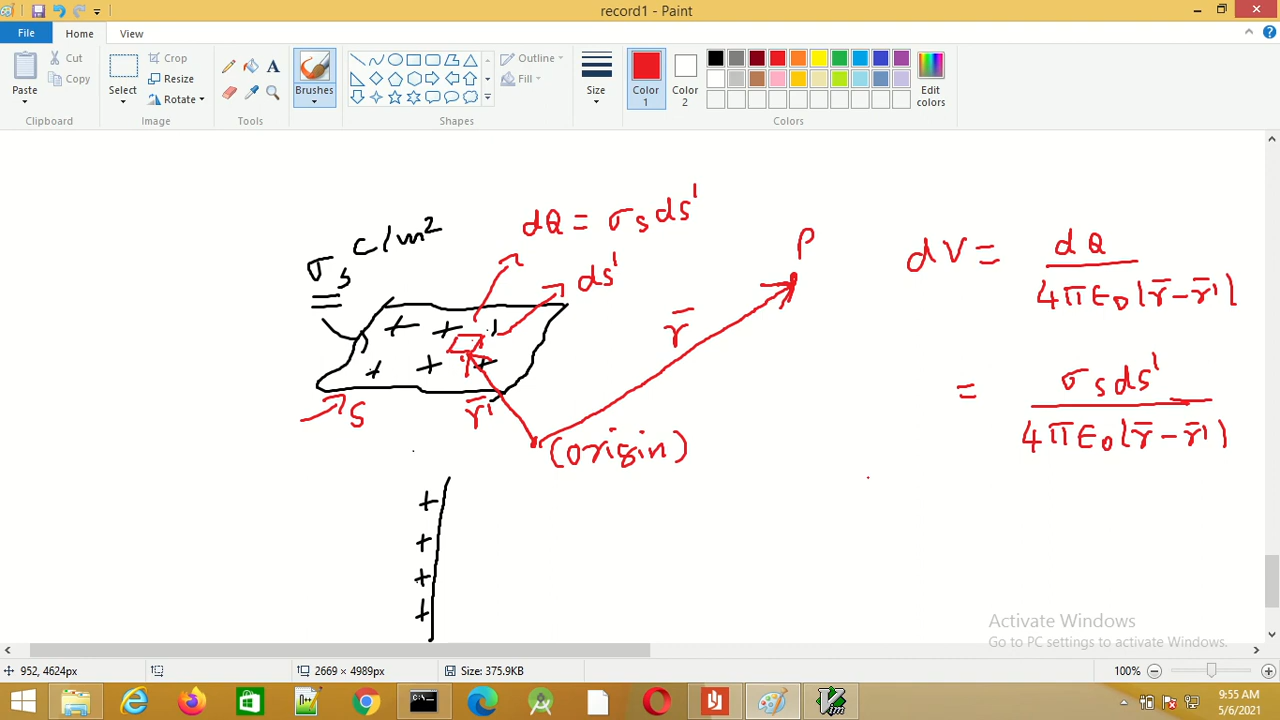 record1 - Paint
File
Home
View
Cut
Copy
Paste
Crop
Resize
Rotate
Select
Brushes
Outline
Fill
Size
Color 1
Color 2
Edit colors
Clipboard
Image
Tools
Shapes
Colors
σs c/m²
dQ = σs ds'
ds'
P
r̄
r̄'
S
(origin)
dV = dQ / 4πε0|r̄-r̄'|
= σs ds' / 4πε0|r̄-r̄'|
+ + +
+ + +
+
+
+
+
Activate Windows
Go to PC settings to activate Windows.
952, 4624px
2669 × 4989px
Size: 375.9KB
100%
9:55 AM
5/6/2021